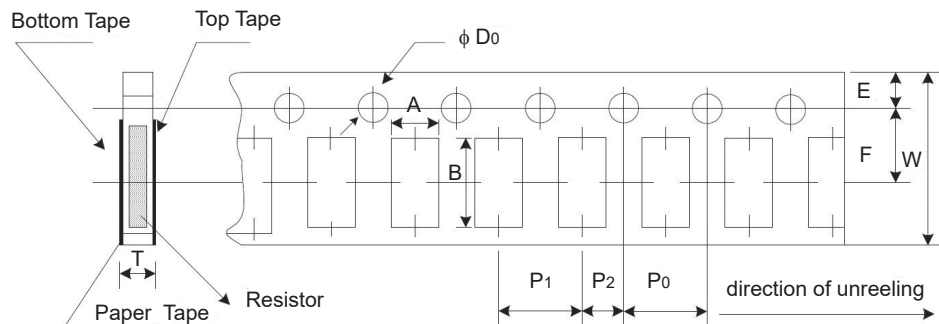 Bottom Tape
Top Tape
ϕ D0
A
E
B
F
W
T
P1
P2
P0
Resistor
direction of unreeling
Paper Tape